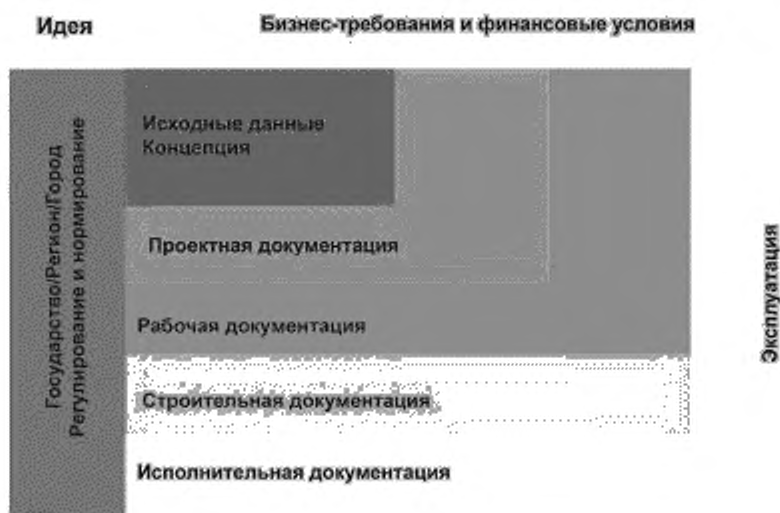 Идея
Бизнес-требования и финансовые условия
Государство/Регион/Город
Регулирование и нормирование
Исходные данные
Концепция
Проектная документация
Рабочая документация
Строительная документация
Исполнительная документация
Эксплуатация